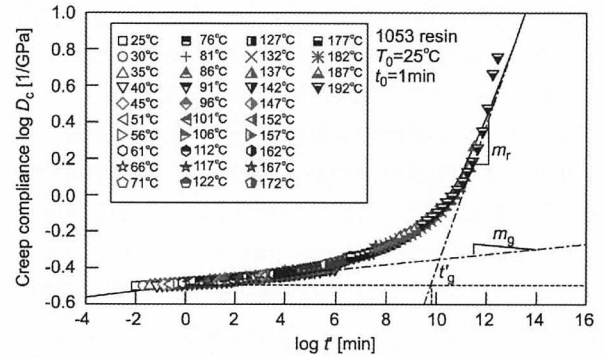 1.0
0.8
0.6
0.4
0.2
0.0
-0.2
-0.4
-0.6
Creep compliance log Dc [1/GPa]
25°C 76°C 127°C 177°C
30°C 81°C 132°C 182°C
35°C 86°C 137°C 187°C
40°C 91°C 142°C 192°C
45°C 96°C 147°C
51°C 101°C 152°C
56°C 106°C 157°C
61°C 112°C 162°C
66°C 117°C 167°C
71°C 122°C 172°C
1053 resin
T0=25°C
t0=1min
mr
mg
t'g
-4 -2 0 2 4 6 8 10 12 14 16
log t' [min]